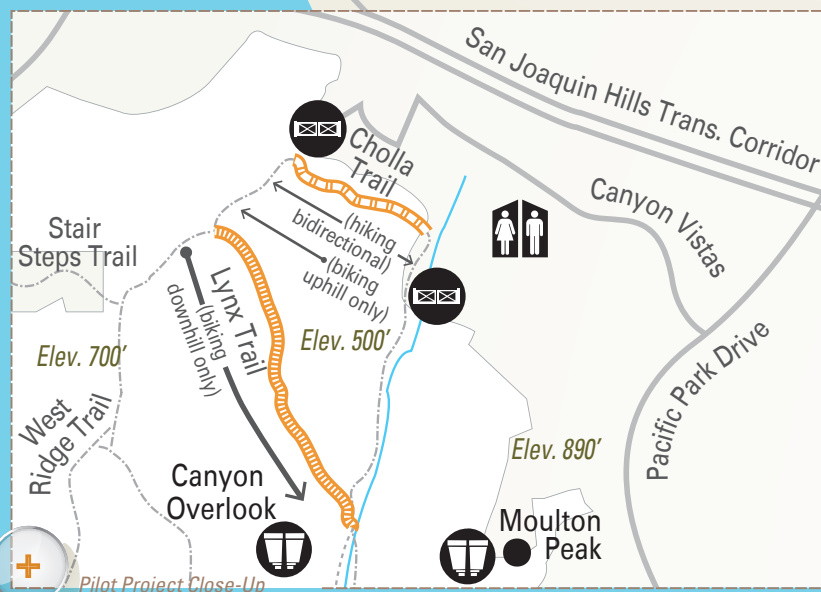 San Joaquin Hills Trans. Corridor
Cholla
Trail
Canyon Vistas
(hiking
bidirectional)
(biking
uphill only)
Stair
Steps Trail
Lynx Trail
(biking
downhill only)
Elev. 500’
Elev. 700’
Pacific Park Drive
West
Ridge Trail
Elev. 890’
Canyon
Overlook
Moulton
Peak
+
Pilot Project Close-Up